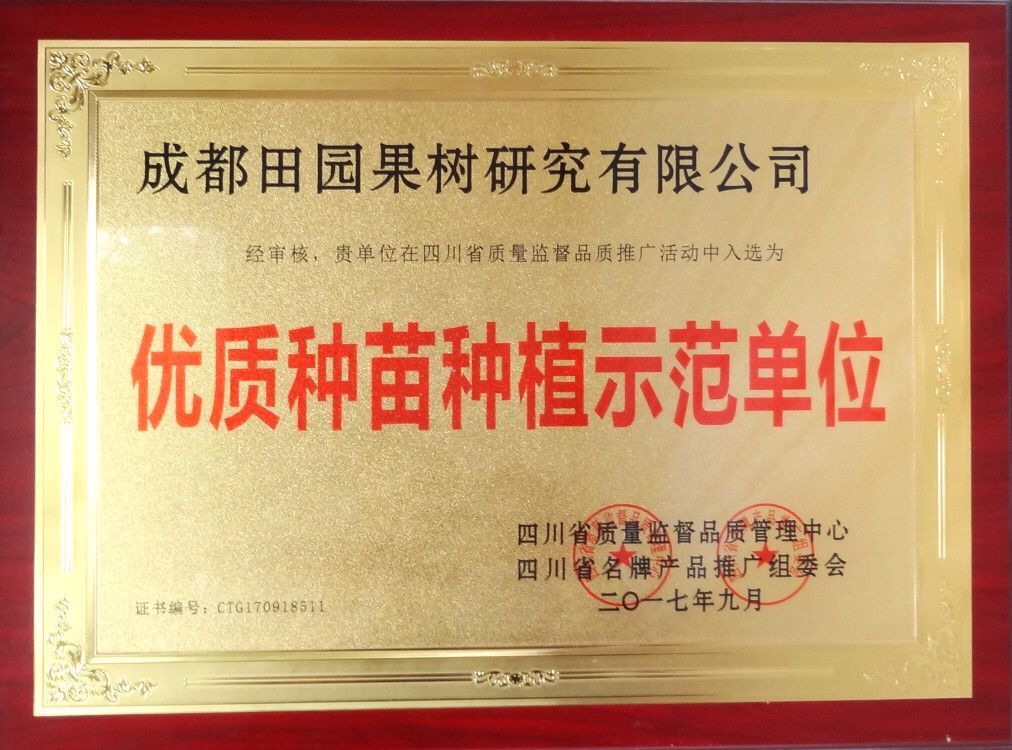 成都田园果树研究有限公司
经审核，贵单位在四川省质量监督品质推广活动中入选为
优质种苗种植示范单位
四川省质量监督品质管理中心
四川省名牌产品推广组委会
二〇一七年九月
证书编号：CTG170918511